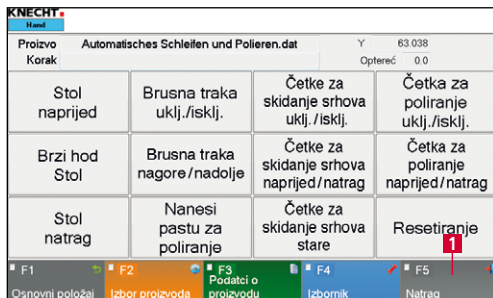 KNECHT
Hand
Proizvo Automatisches Schleifen und Polieren.dat Y 63.038
Korak Optereć 0.0
Stol
naprijed
Brusna traka
uklj./isklj.
Četke za
skidanje srhova
uklj./isklj.
Četka za
poliranje
uklj./isklj.
Brzi hod
Stol
Brusna traka
nagore/nadolje
Četke za
skidanje srhova
naprijed/natrag
Četka za
poliranje
naprijed/natrag
Stol
natrag
Nanesi
pastu za
poliranje
Četke za
skidanje srhova
stare
Resetiranje
1
F1
Osnovni položaj
F2
Izbor proizvoda
F3
Podatci o
proizvodu
F4
Izbornik
F5
Natrag